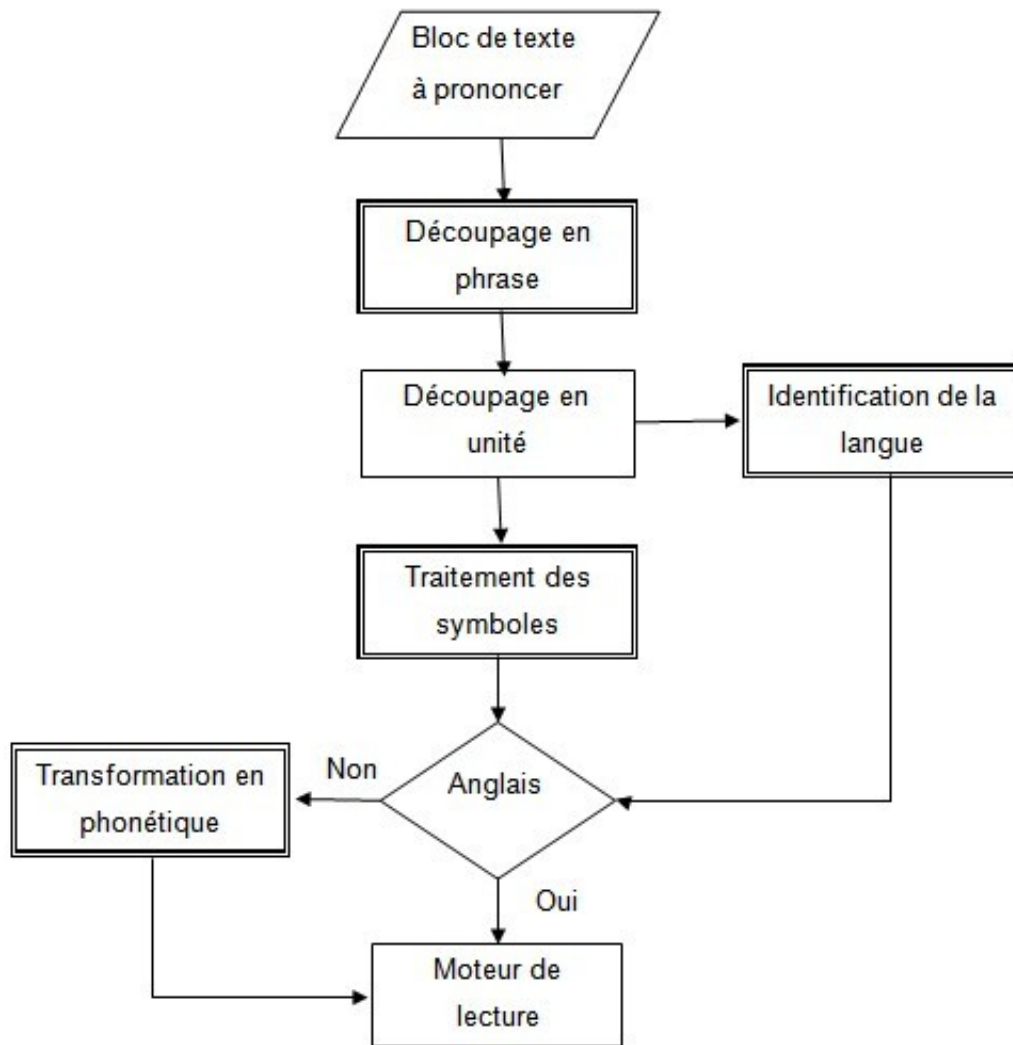 Bloc de texte
à prononcer
Découpage en
phrase
Découpage en
unité
Identification de la
langue
Traitement des
symboles
Anglais
Non
Transformation en
phonétique
Oui
Moteur de
lecture